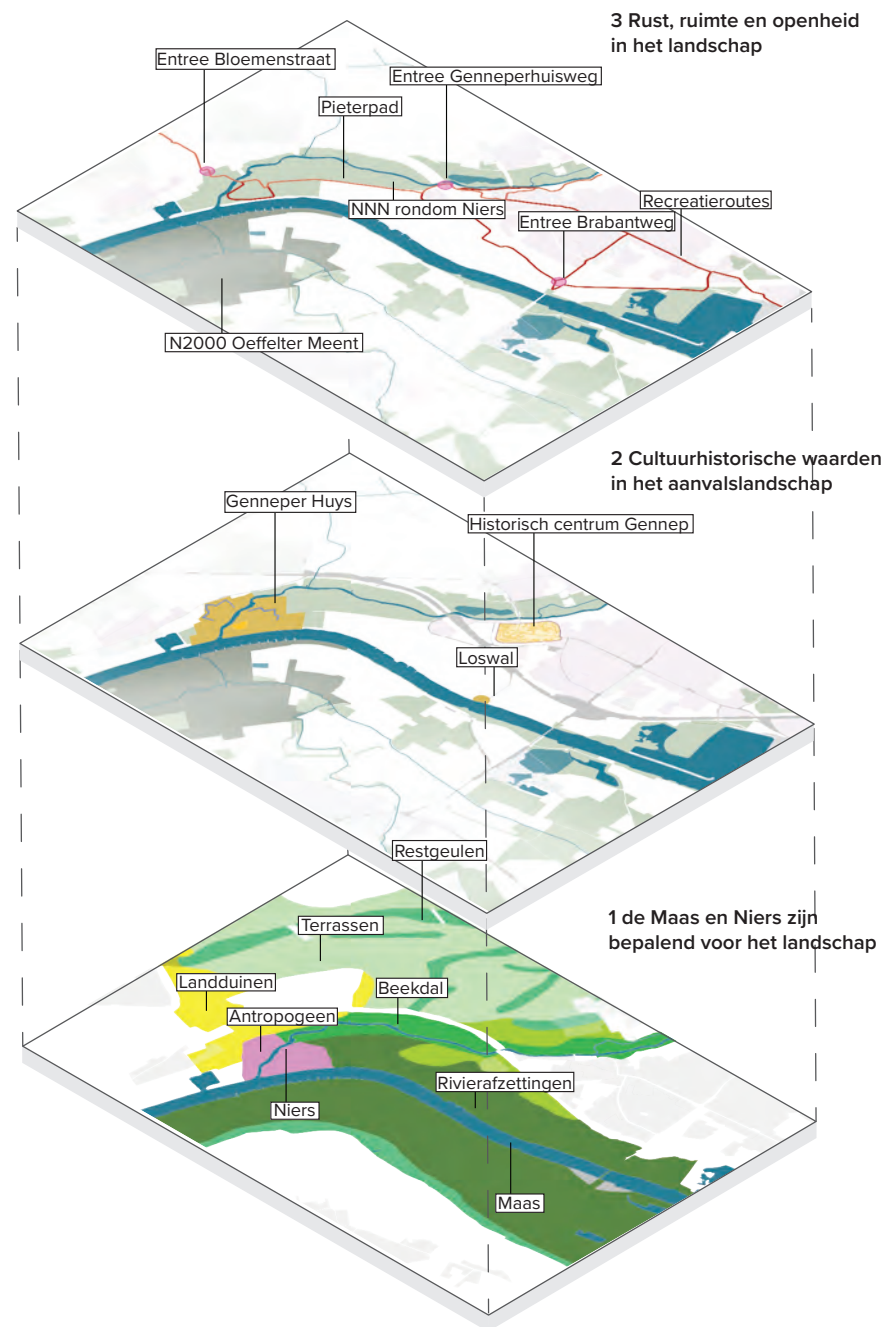 3 Rust, ruimte en openheid
in het landschap
Entree Bloemenstraat
Entree Genneperhuisweg
Pieterpad
NNN rondom Niers
Recreatieroutes
Entree Brabantweg
N2000 Oeffelter Meent
2 Cultuurhistorische waarden
in het aanvalslandschap
Genneper Huys
Historisch centrum Gennep
Loswal
Restgeulen
1 de Maas en Niers zijn
bepalend voor het landschap
Terrassen
Landduinen
Beekdal
Antropogeen
Rivierafzettingen
Niers
Maas